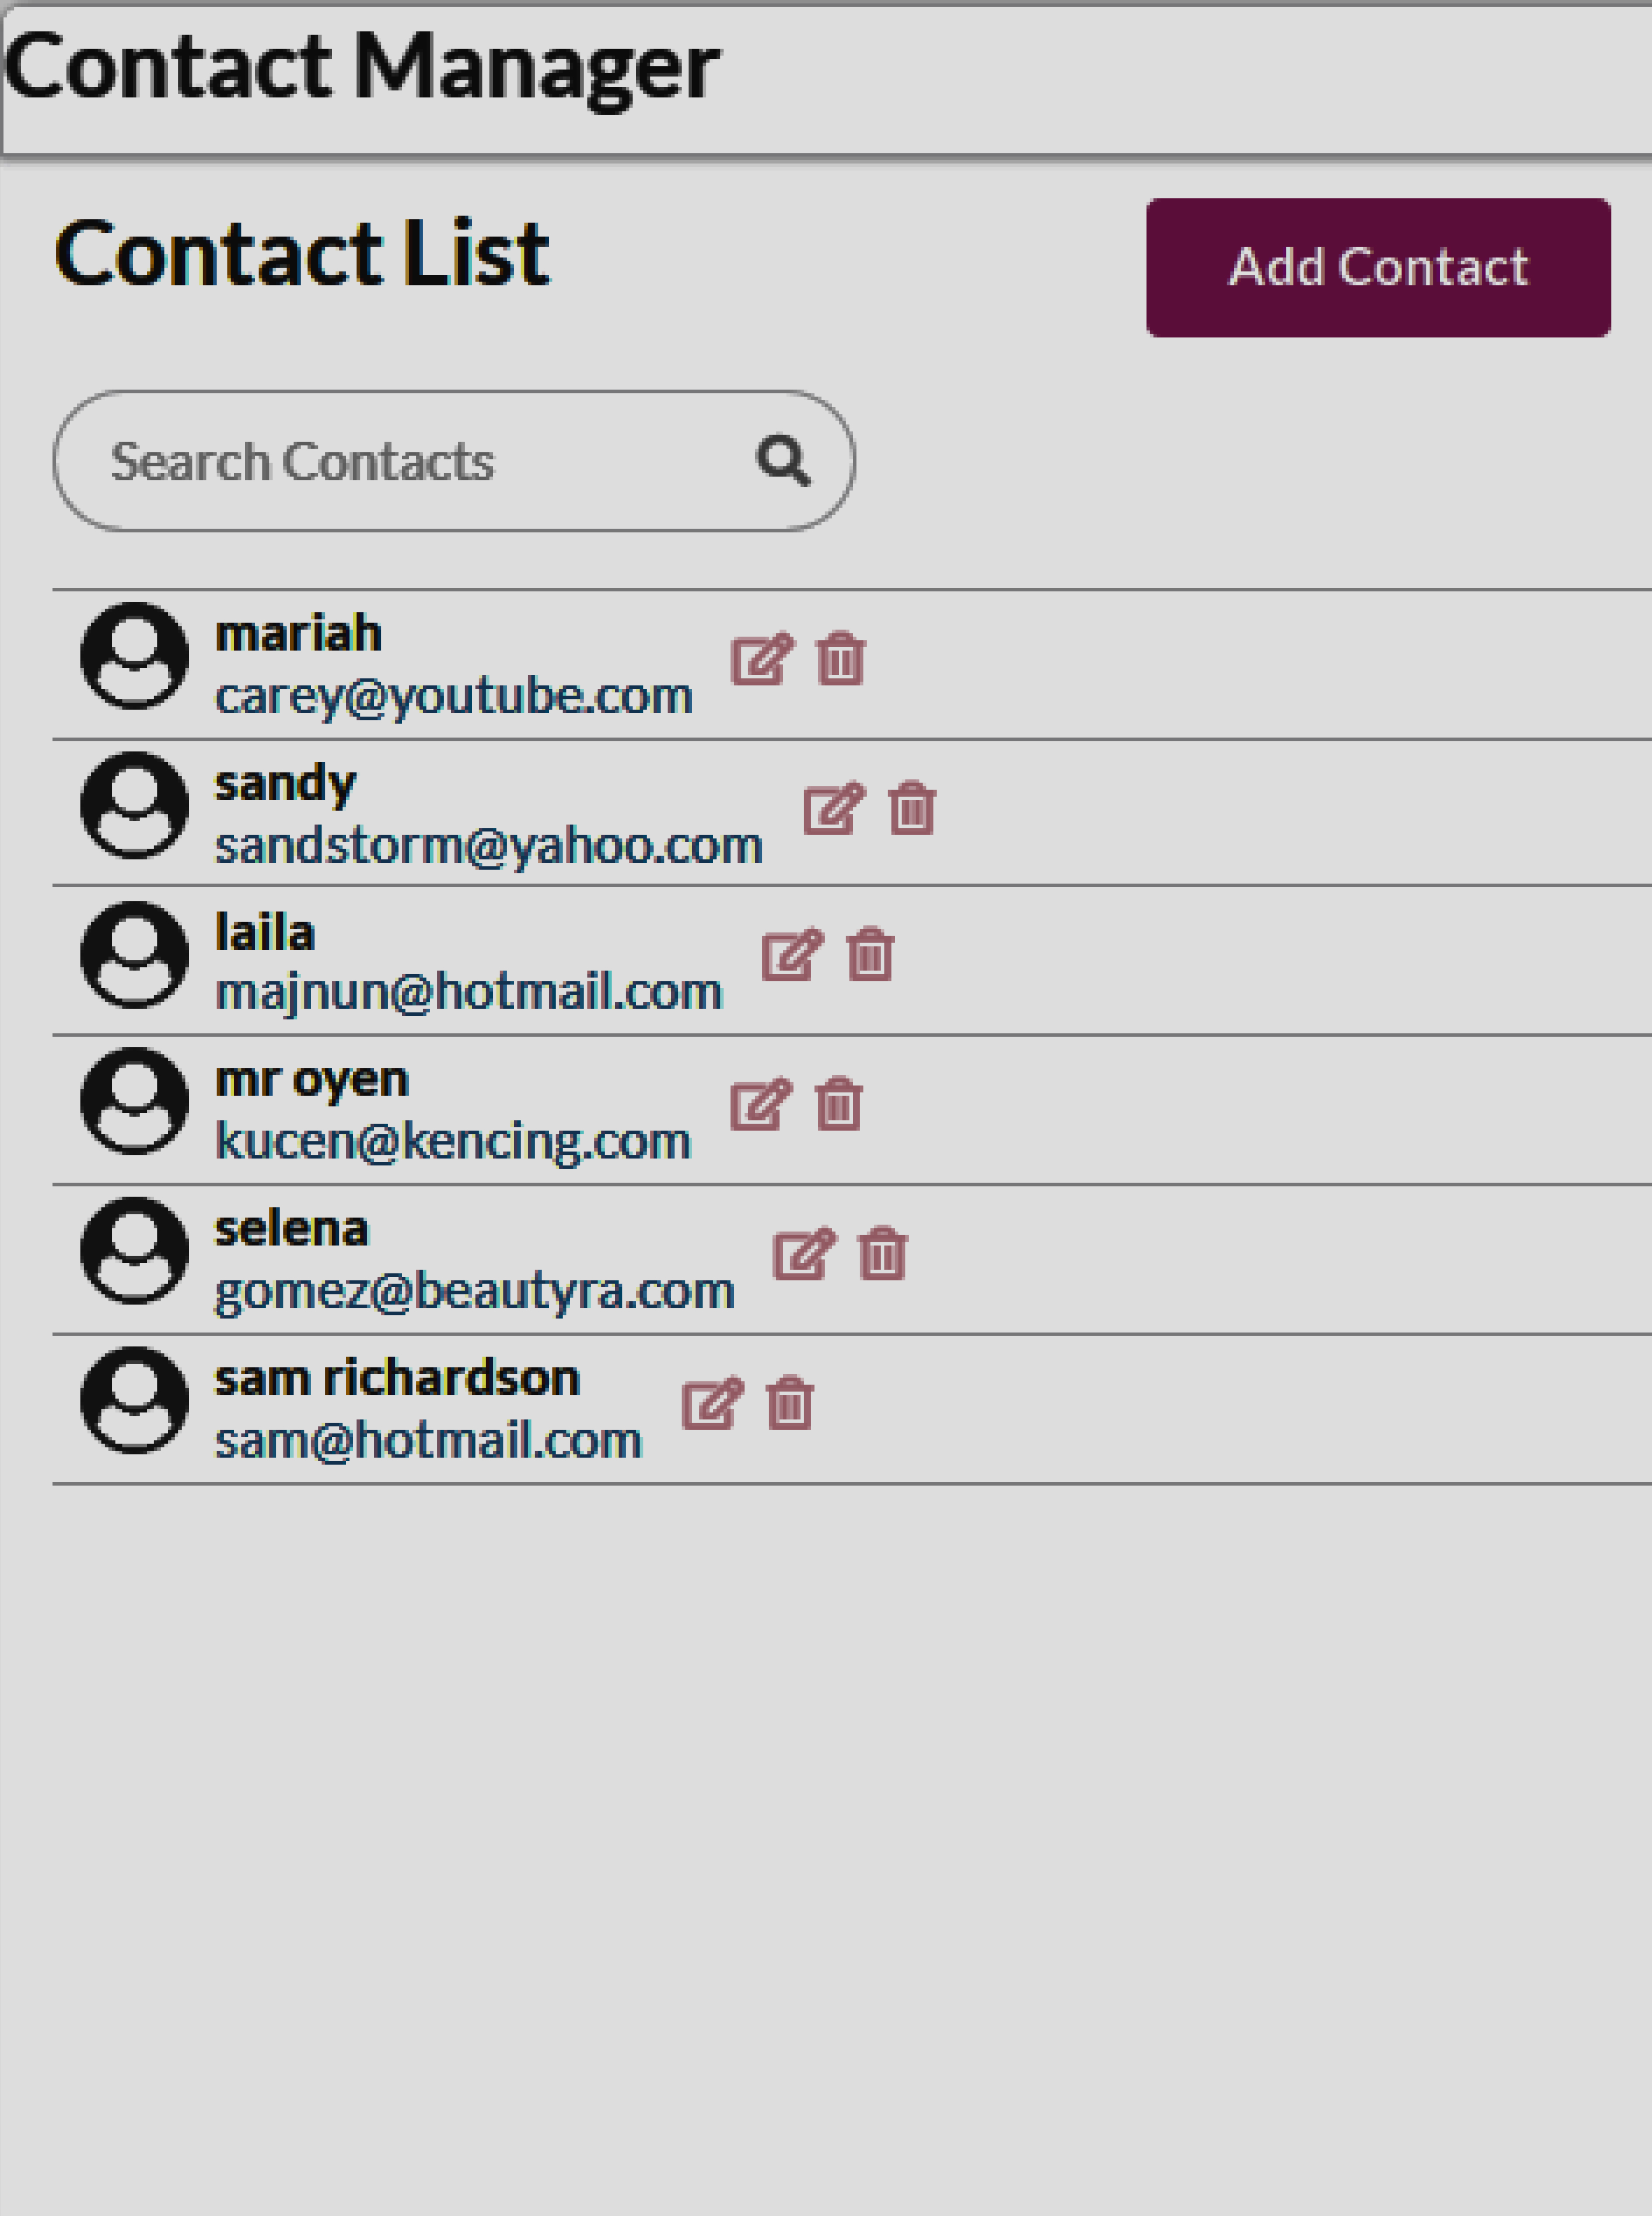 Contact Manager
Contact List
Add Contact
Search Contacts
mariah
carey@youtube.com
sandy
sandstorm@yahoo.com
laila
majnun@hotmail.com
mr oyen
kucen@kencing.com
selena
gomez@beautyra.com
sam richardson
sam@hotmail.com